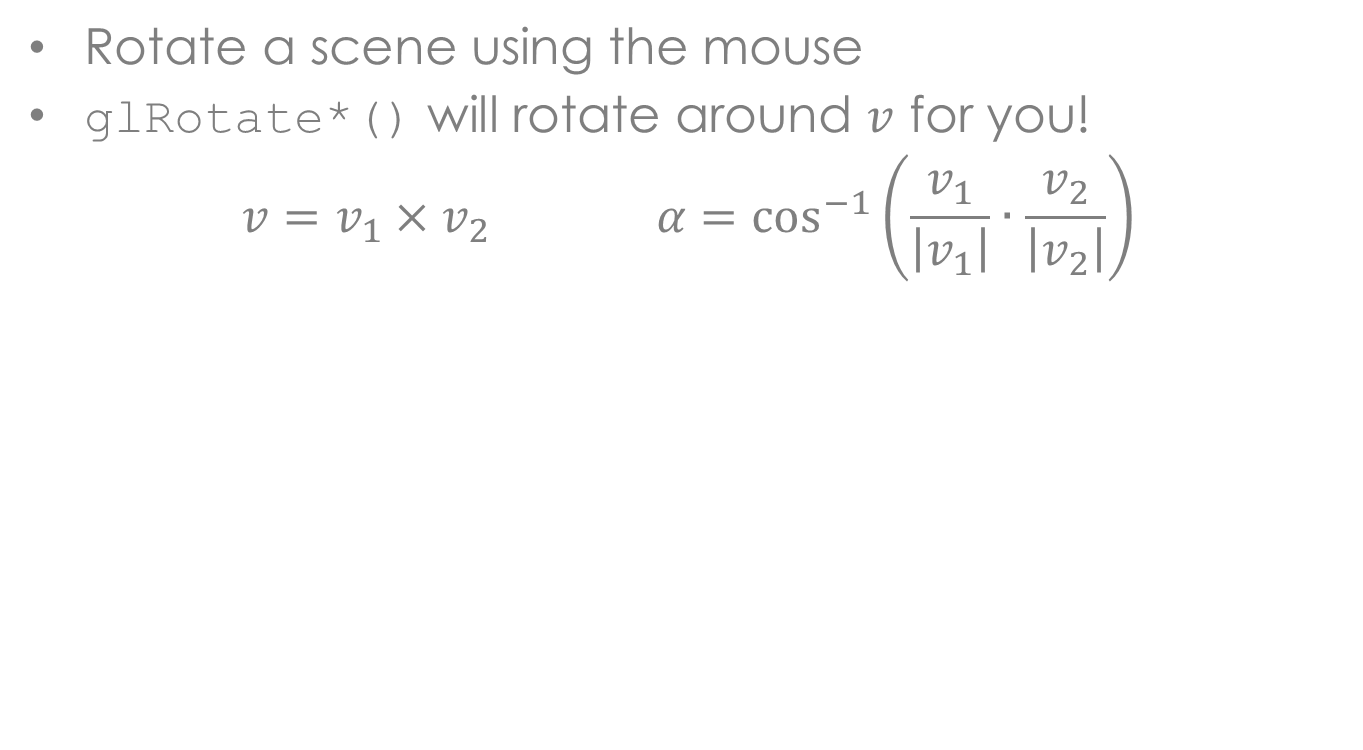 • Rotate a scene using the mouse
• glRotate*() will rotate around 𝑣 for you!
𝑣 = 𝑣₁ × 𝑣₂    𝛼 = cos⁻¹ (𝑣₁/|𝑣₁| · 𝑣₂/|𝑣₂|)